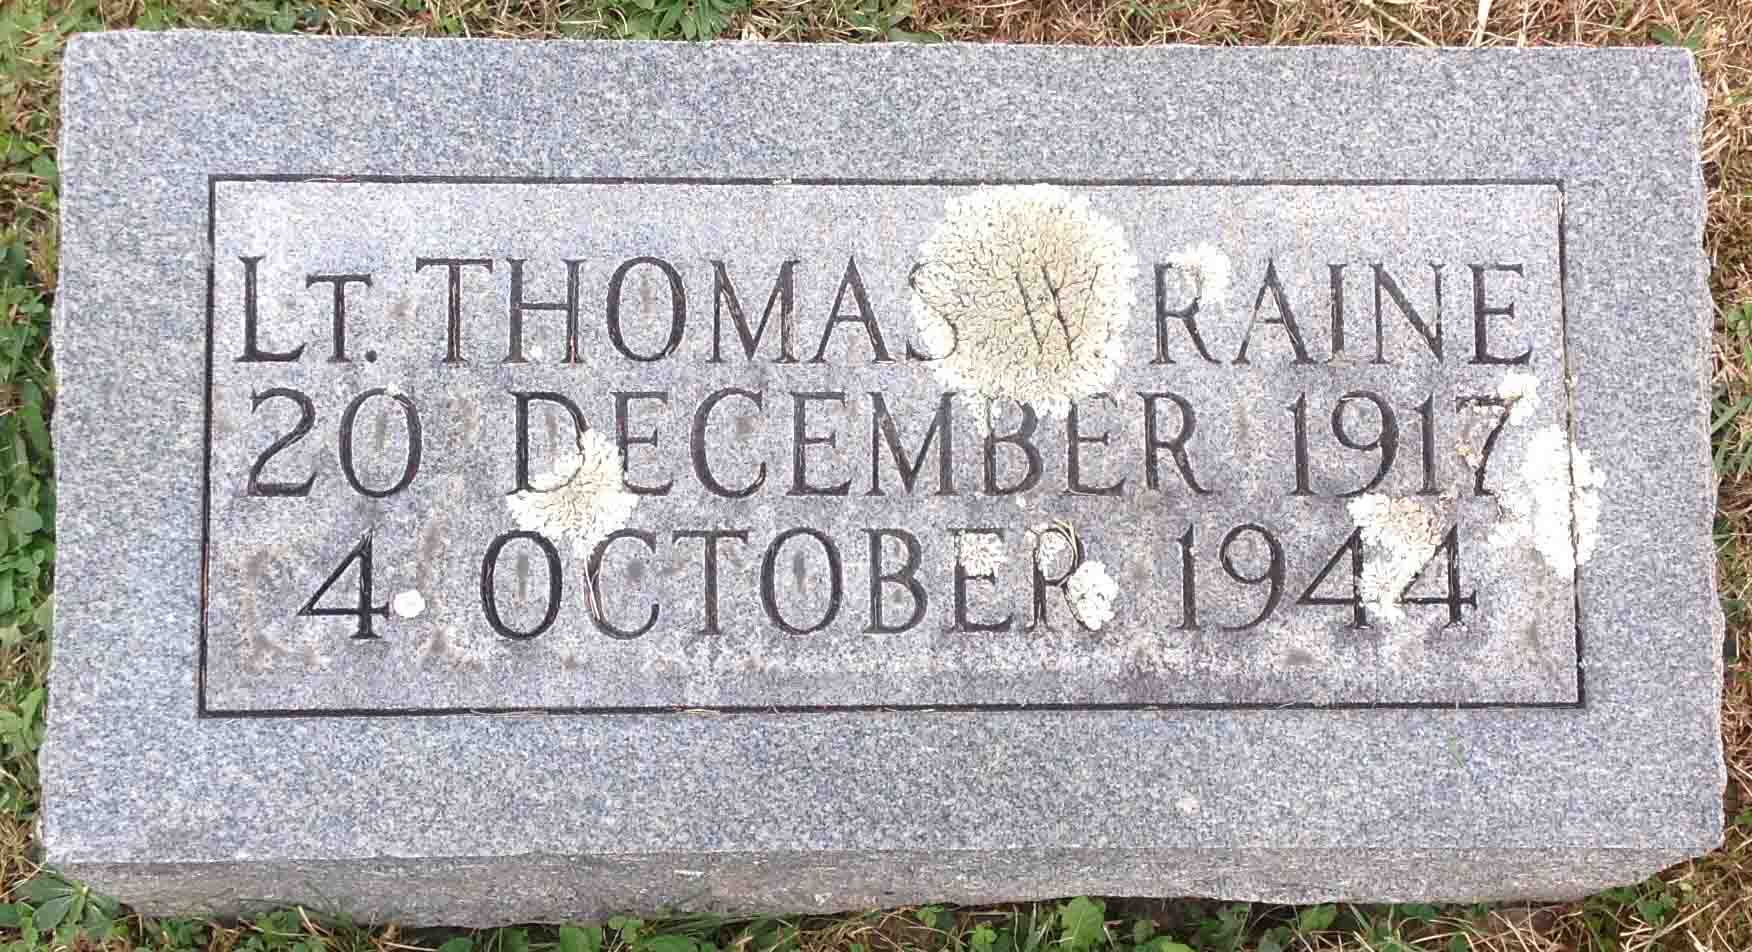 LT. THOMAS W RAINE
20 DECEMBER 1917
4 OCTOBER 1944